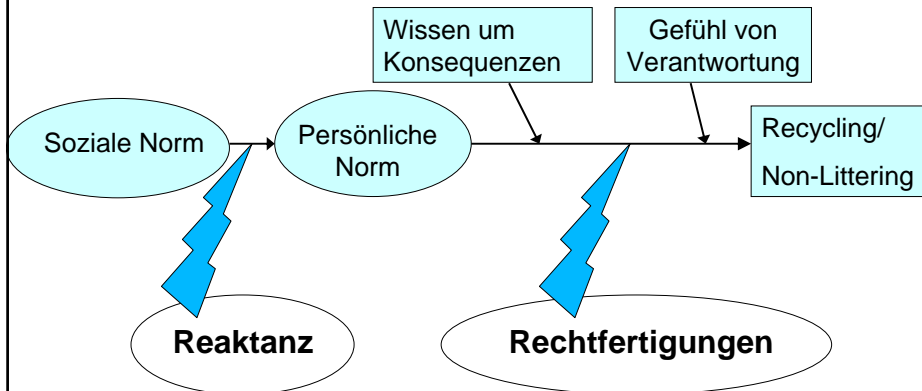 Wissen um
Konsequenzen
Gefühl von
Verantwortung
Soziale Norm
Persönliche
Norm
Recycling/
Non-Littering
Reaktanz
Rechtfertigungen